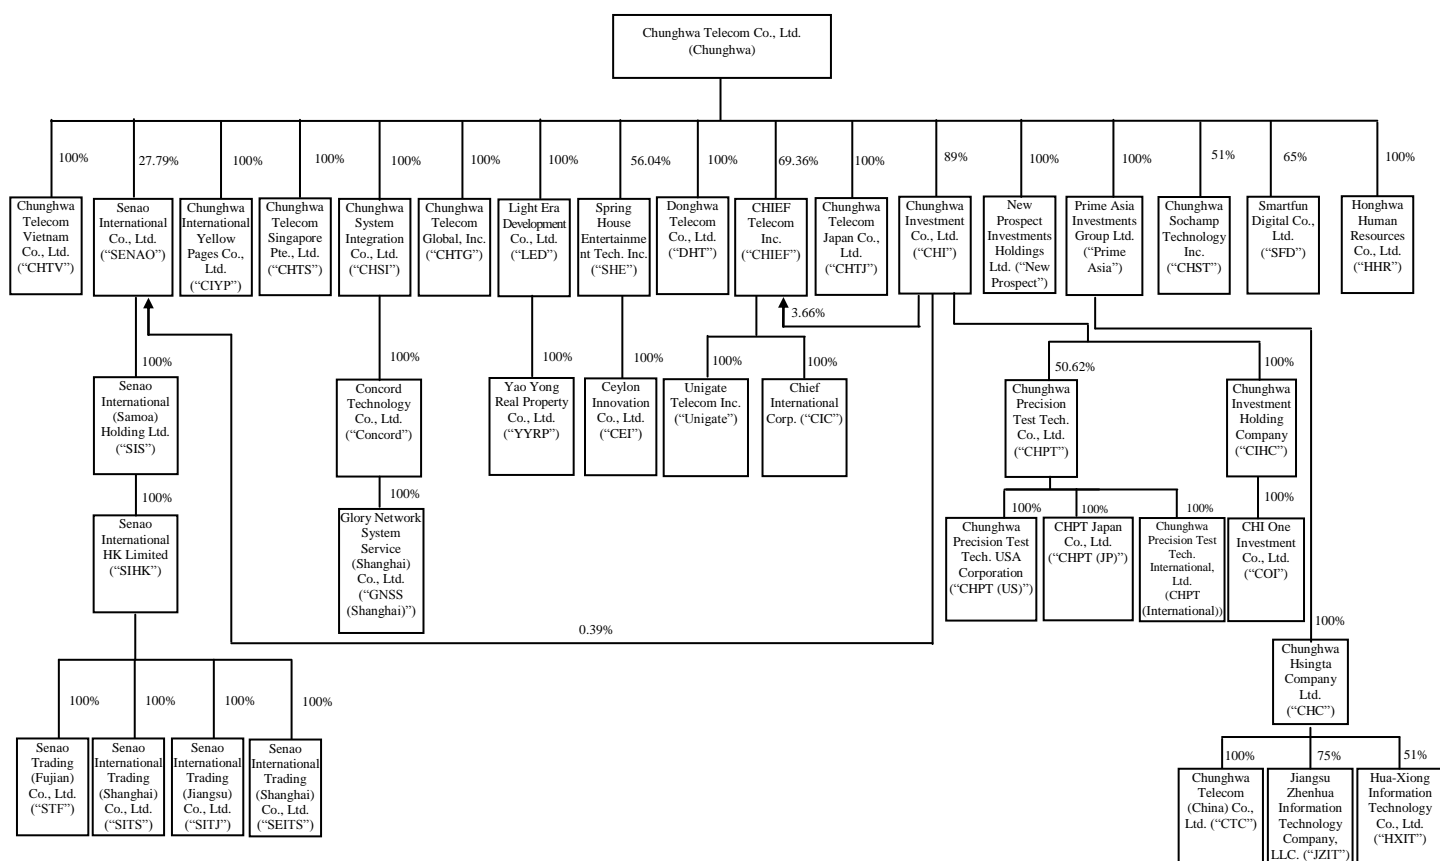 Chunghwa Telecom Co., Ltd.
(Chunghwa)
100%
27.79%
100%
100%
100%
100%
100%
56.04%
100%
69.36%
100%
89%
100%
100%
51%
65%
100%
Chunghwa
Telecom
Vietnam
Co., Ltd.
(“CHTV”)
Senao
International
Co., Ltd.
(“SENAO”)
Chunghwa
International
Yellow
Pages Co.,
Ltd.
(“CIYP”)
Chunghwa
Telecom
Singapore
Pte., Ltd.
(“CHTS”)
Chunghwa
System
Integration
Co., Ltd.
(“CHSI”)
Chunghwa
Telecom
Global, Inc.
(“CHTG”)
Light Era
Development
Co., Ltd.
(“LED”)
Spring
House
Entertainme
nt Tech. Inc.
(“SHE”)
Donghwa
Telecom
Co., Ltd.
(“DHT”)
CHIEF
Telecom
Inc.
(“CHIEF”)
Chunghwa
Telecom
Japan Co.,
Ltd.
(“CHTJ”)
Chunghwa
Investment
Co., Ltd.
(“CHI”)
New
Prospect
Investments
Holdings
Ltd. (“New
Prospect”)
Prime Asia
Investments
Group Ltd.
(“Prime
Asia”)
Chunghwa
Sochamp
Technology
Inc.
(“CHST”)
Smartfun
Digital Co.,
Ltd.
(“SFD”)
Honghwa
Human
Resources
Co., Ltd.
(“HHR”)
3.66%
100%
100%
100%
100%
100%
100%
50.62%
100%
Senao
International
(Samoa)
Holding Ltd.
(“SIS”)
Concord
Technology
Co., Ltd.
(“Concord”)
Yao Yong
Real Property
Co., Ltd.
(“YYRP”)
Ceylon
Innovation
Co., Ltd.
(“CEI”)
Unigate
Telecom Inc.
(“Unigate”)
Chief
International
Corp. (“CIC”)
Chunghwa
Precision
Test Tech.
Co., Ltd.
(“CHPT”)
Chunghwa
Investment
Holding
Company
(“CIHC”)
100%
100%
100%
100%
100%
100%
Senao
International
HK Limited
(“SIHK”)
Glory Network
System
Service
(Shanghai)
Co., Ltd.
(“GNSS
(Shanghai)”)
Chunghwa
Precision Test
Tech. USA
Corporation
(“CHPT (US)”)
CHPT Japan
Co., Ltd.
(“CHPT (JP)”)
Chunghwa
Precision Test
Tech.
International,
Ltd.
(CHPT
(International))
CHI One
Investment
Co., Ltd.
(“COI”)
0.39%
100%
Chunghwa
Hsingta
Company
Ltd.
(“CHC”)
100%
100%
100%
100%
Senao
Trading
(Fujian)
Co., Ltd.
(“STF”)
Senao
International
Trading
(Shanghai)
Co., Ltd.
(“SITS”)
Senao
International
Trading
(Jiangsu)
Co., Ltd.
(“SITJ”)
Senao
International
Trading
(Shanghai)
Co., Ltd.
(“SEITS”)
100%
75%
51%
Chunghwa
Telecom
(China) Co.,
Ltd. (“CTC”)
Jiangsu
Zhenhua
Information
Technology
Company,
LLC. (“JZIT”)
Hua-Xiong
Information
Technology
Co., Ltd.
(“HXIT”)